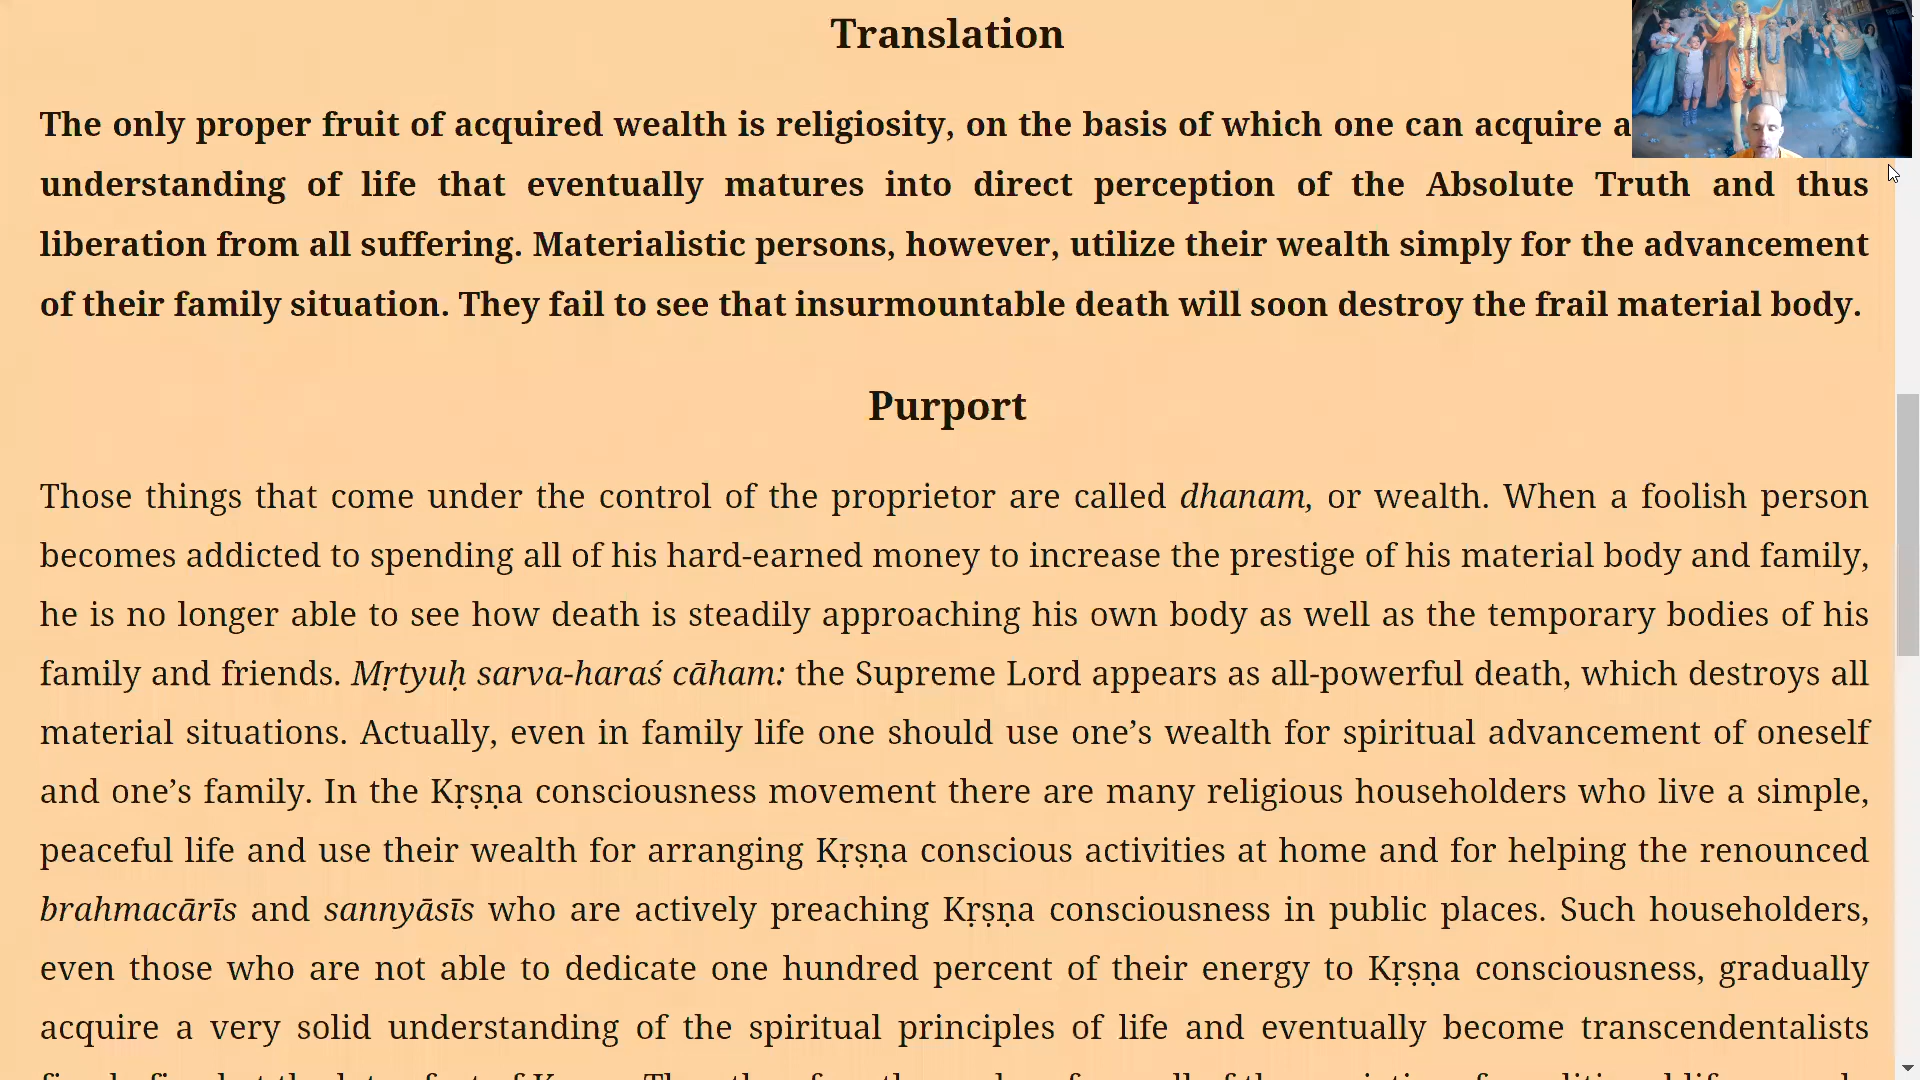 Translation
The only proper fruit of acquired wealth is religiosity, on the basis of which one can acquire a
understanding of life that eventually matures into direct perception of the Absolute Truth and thus
liberation from all suffering. Materialistic persons, however, utilize their wealth simply for the advancement
of their family situation. They fail to see that insurmountable death will soon destroy the frail material body.
Purport
Those things that come under the control of the proprietor are called dhanam, or wealth. When a foolish person
becomes addicted to spending all of his hard-earned money to increase the prestige of his material body and family,
he is no longer able to see how death is steadily approaching his own body as well as the temporary bodies of his
family and friends. Mṛtyuḥ sarva-haraś cāham: the Supreme Lord appears as all-powerful death, which destroys all
material situations. Actually, even in family life one should use one’s wealth for spiritual advancement of oneself
and one’s family. In the Kṛṣṇa consciousness movement there are many religious householders who live a simple,
peaceful life and use their wealth for arranging Kṛṣṇa conscious activities at home and for helping the renounced
brahmacārīs and sannyāsīs who are actively preaching Kṛṣṇa consciousness in public places. Such householders,
even those who are not able to dedicate one hundred percent of their energy to Kṛṣṇa consciousness, gradually
acquire a very solid understanding of the spiritual principles of life and eventually become transcendentalists